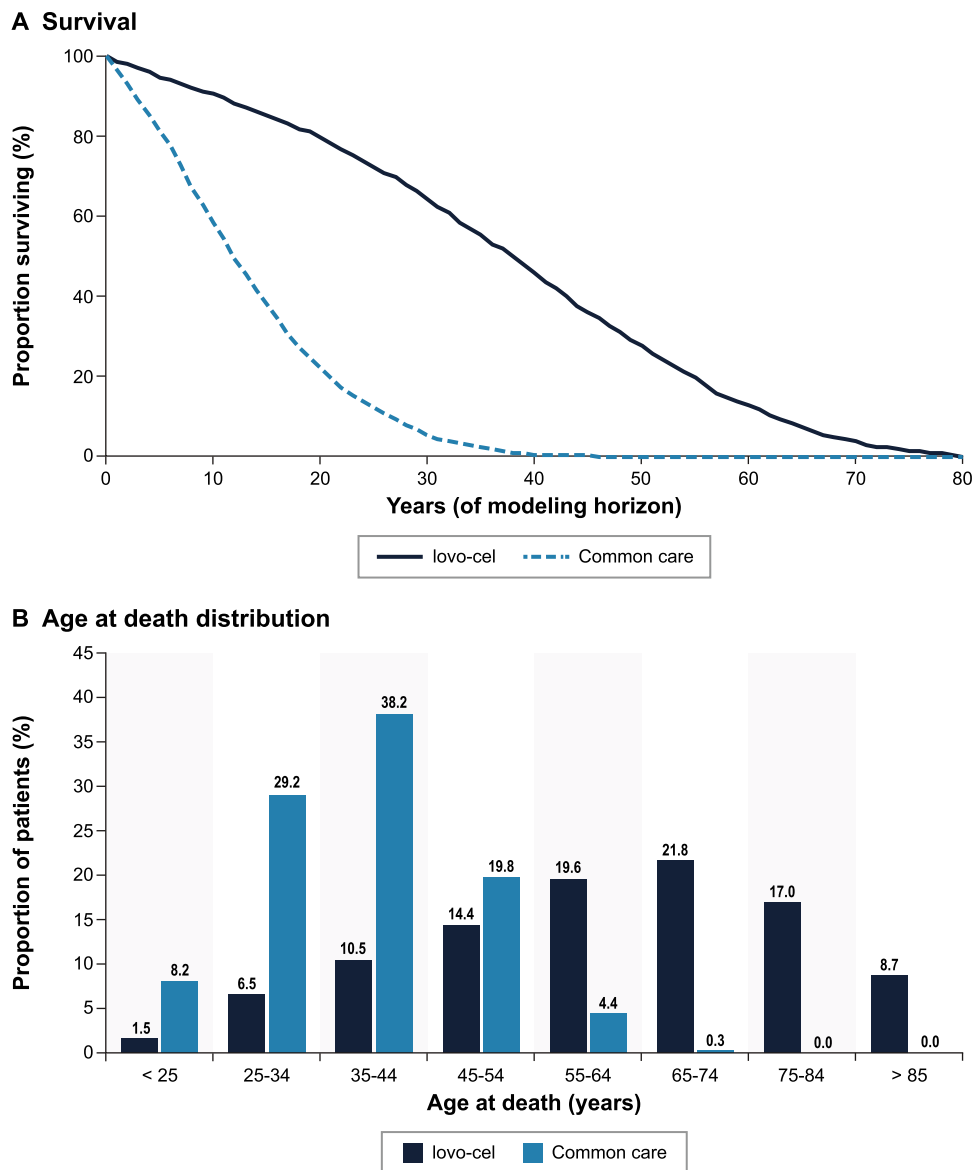 A Survival
Proportion surviving (%)
100
80
60
40
20
0
0 10 20 30 40 50 60 70 80
Years (of modeling horizon)
lovo-cel Common care
B Age at death distribution
Proportion of patients (%)
45
40
35
30
25
20
15
10
5
0
1.5 8.2 6.5 29.2 10.5 38.2 14.4 19.8 19.6 4.4 21.8 0.3 17.0 0.0 8.7 0.0
< 25 25-34 35-44 45-54 55-64 65-74 75-84 > 85
Age at death (years)
lovo-cel Common care